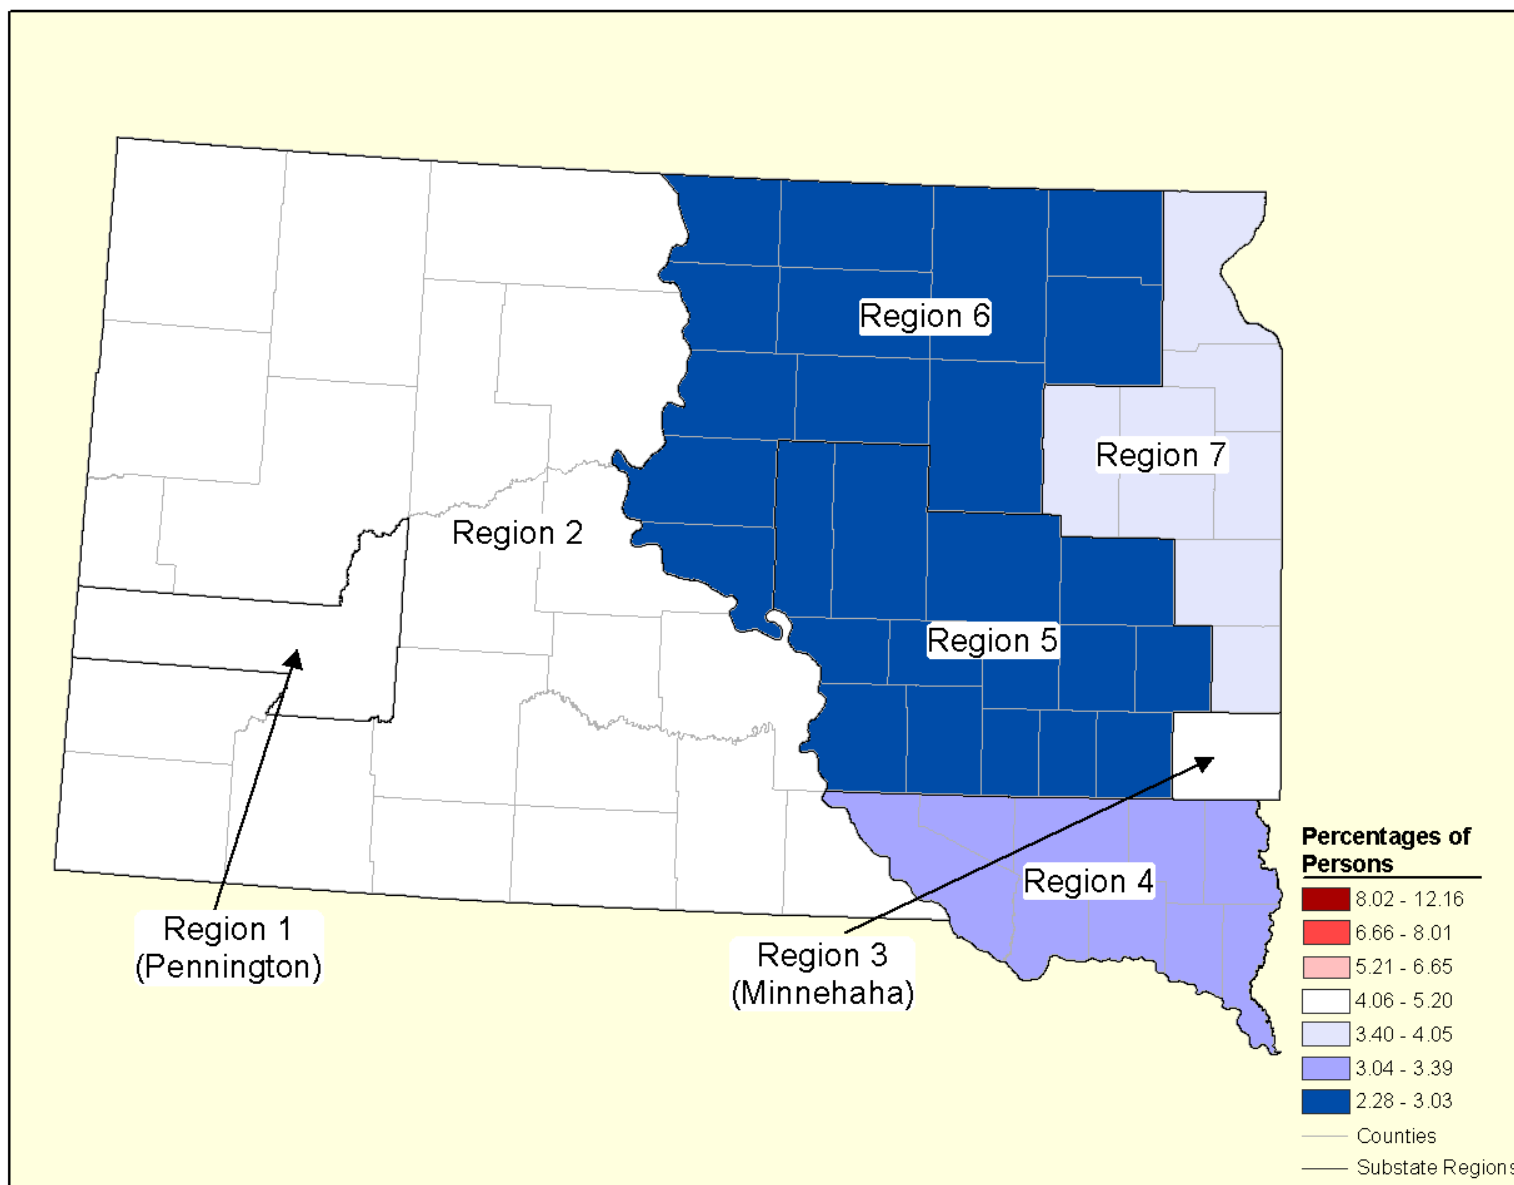 Region 6
Region 7
Region 2
Region 5
Region 4
Region 1
(Pennington)
Region 3
(Minnehaha)
Percentages of
Persons
8.02 - 12.16
6.66 - 8.01
5.21 - 6.65
4.06 - 5.20
3.40 - 4.05
3.04 - 3.39
2.28 - 3.03
Counties
Substate Regions